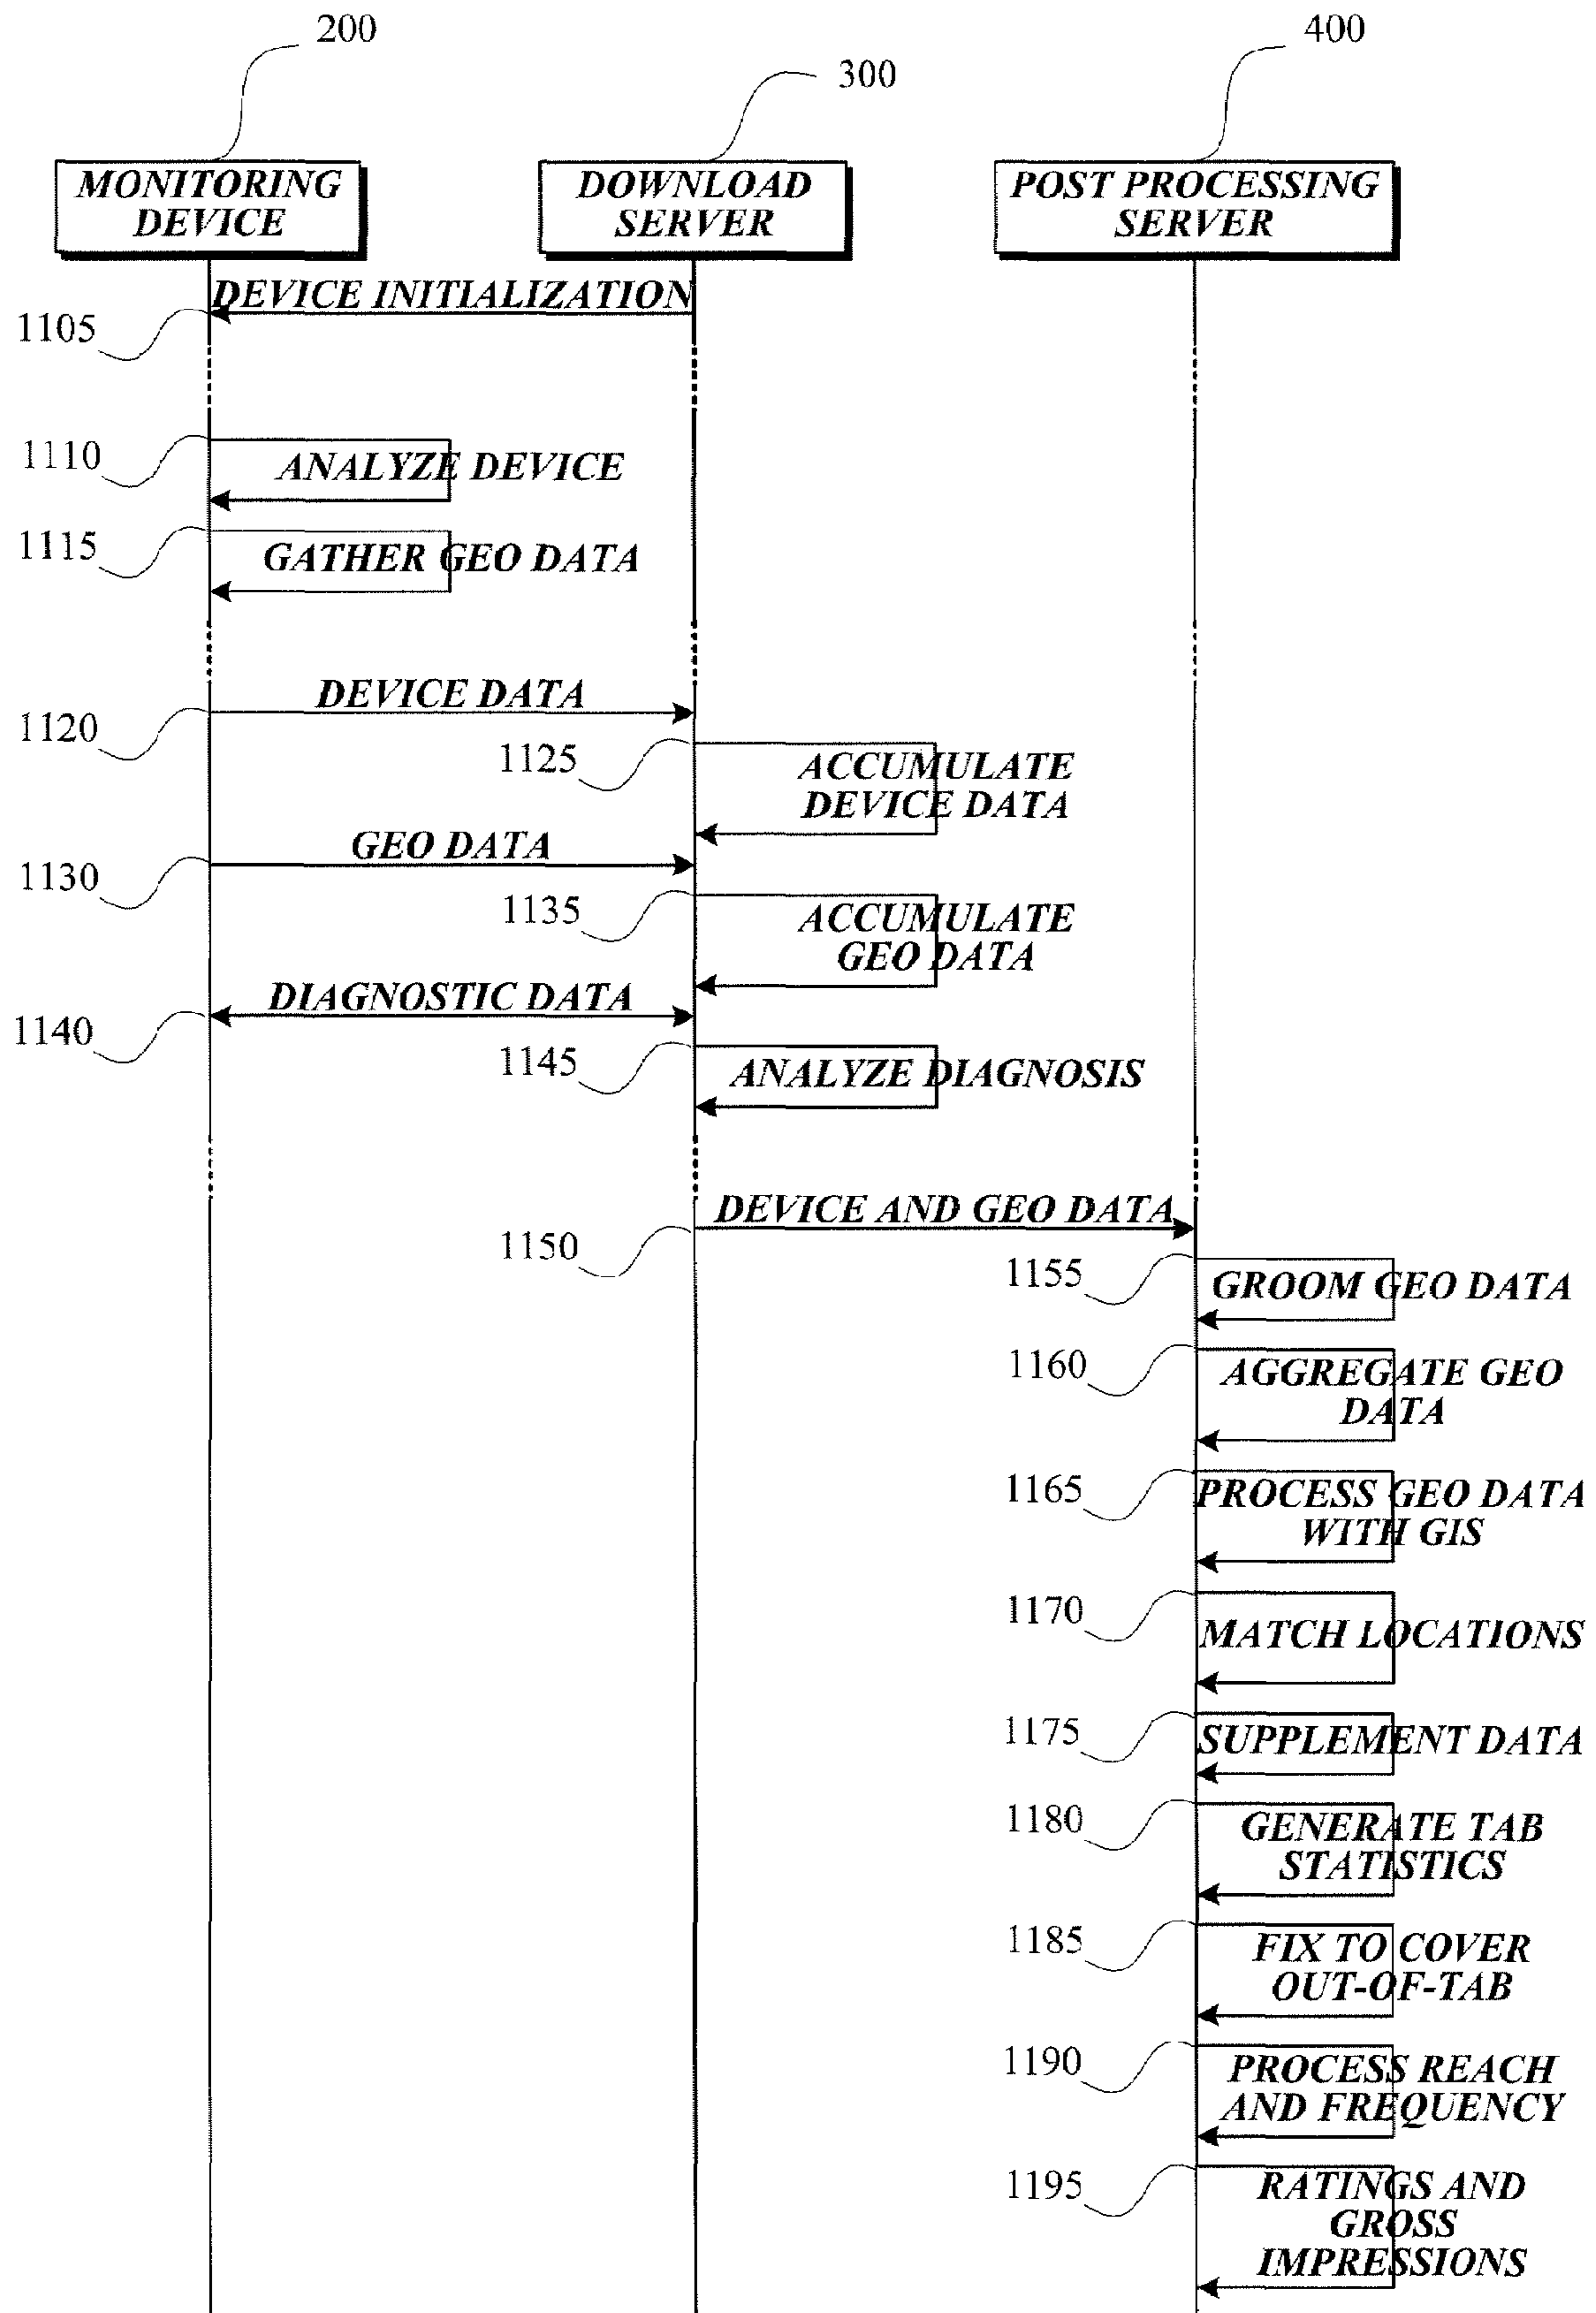 200
300
400
MONITORING
DEVICE
DOWNLOAD
SERVER
POST PROCESSING
SERVER
DEVICE INITIALIZATION
1105
1110
ANALYZE DEVICE
1115
GATHER GEO DATA
DEVICE DATA
1120
1125
ACCUMULATE
DEVICE DATA
GEO DATA
1130
1135
ACCUMULATE
GEO DATA
DIAGNOSTIC DATA
1140
1145
ANALYZE DIAGNOSIS
DEVICE AND GEO DATA
1150
1155
GROOM GEO DATA
1160
AGGREGATE GEO
DATA
1165
PROCESS GEO DATA
WITH GIS
1170
MATCH LOCATIONS
1175
SUPPLEMENT DATA
1180
GENERATE TAB
STATISTICS
1185
FIX TO COVER
OUT-OF-TAB
1190
PROCESS REACH
AND FREQUENCY
1195
RATINGS AND
GROSS
IMPRESSIONS